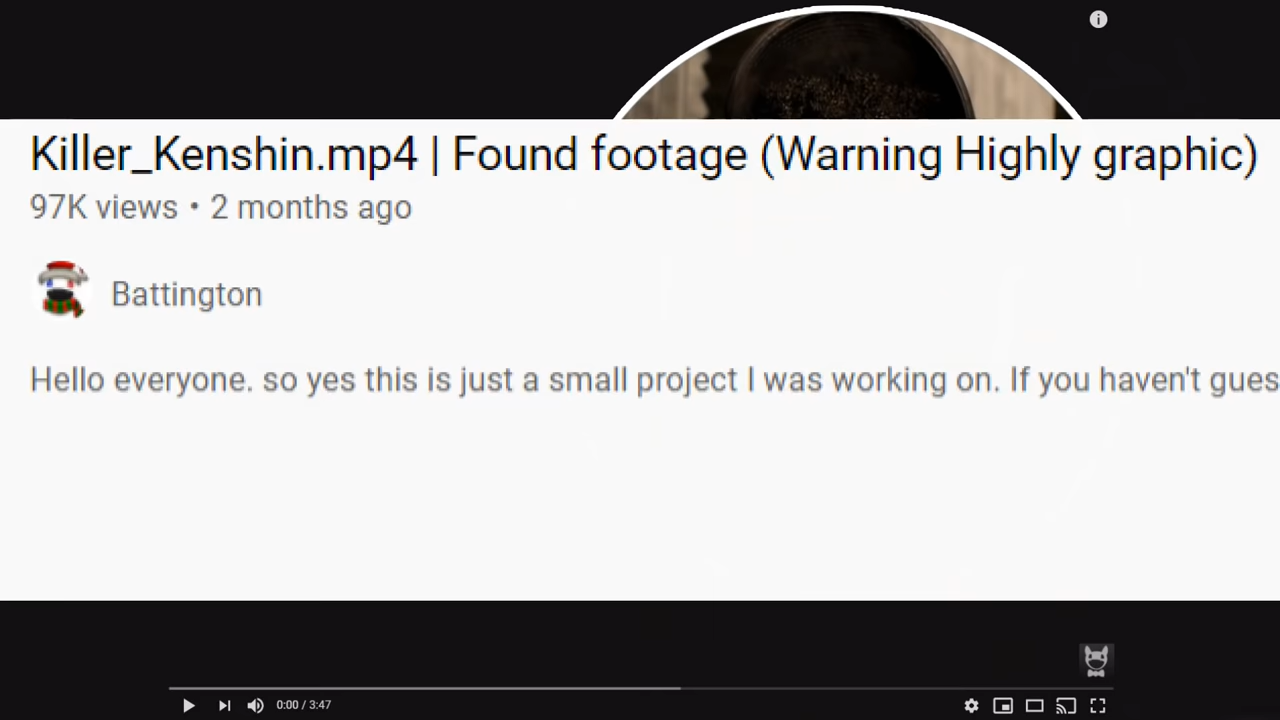 Killer_Kenshin.mp4 | Found footage (Warning Highly graphic)
97K views • 2 months ago
Battington
Hello everyone. so yes this is just a small project I was working on. If you haven't gues
0:00 / 3:47